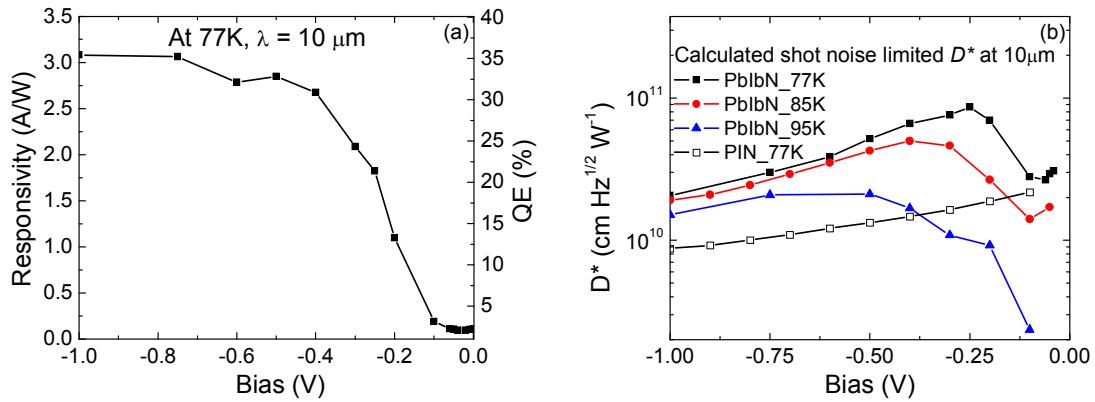 At 77K, λ = 10 μm
(a)
Responsivity (A/W)
3.5
3.0
2.5
2.0
1.5
1.0
0.5
0.0
-1.0 -0.8 -0.6 -0.4 -0.2 0.0
Bias (V)
40
35
30
25
20
15
10
5
QE (%)
(b)
Calculated shot noise limited D* at 10μm
PbIbN_77K
PbIbN_85K
PbIbN_95K
PIN_77K
D* (cm Hz^1/2 W^-1)
10^11
10^10
-1.00 -0.75 -0.50 -0.25 0.00
Bias (V)